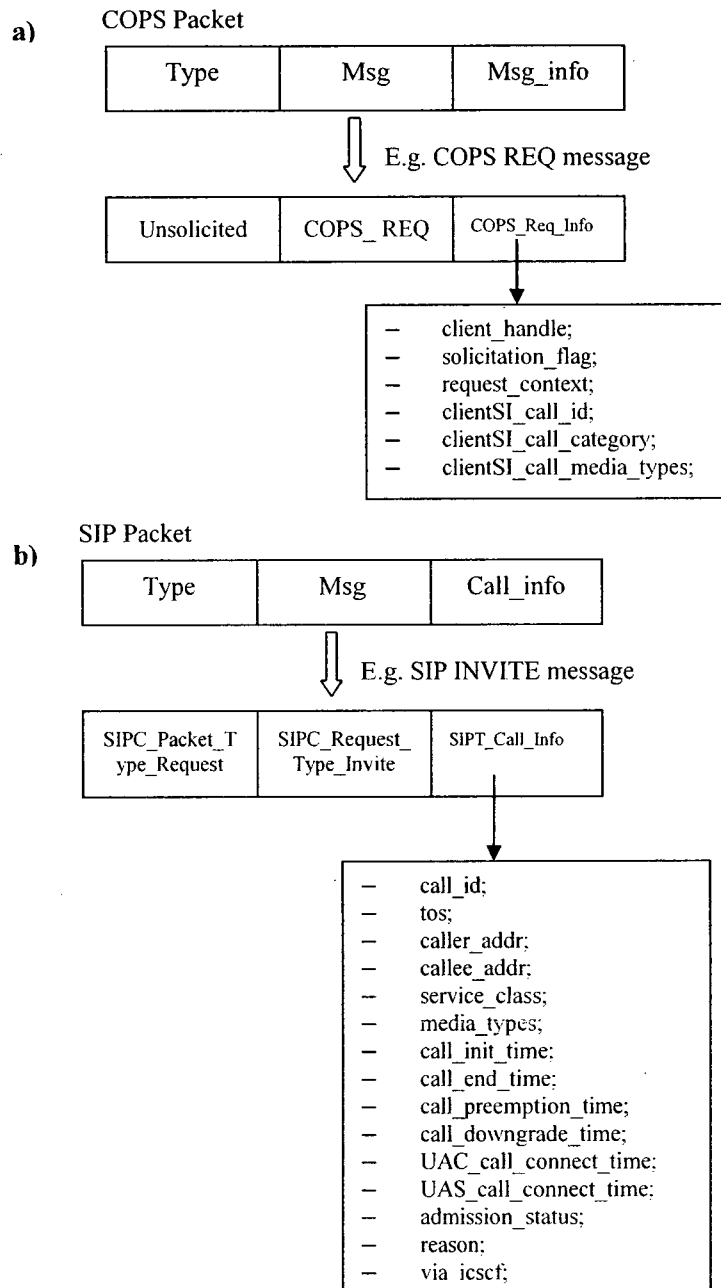 a)
COPS Packet
Type Msg Msg_info
E.g. COPS REQ message
Unsolicited COPS_ REQ COPS_Req_Info
– client_handle;
– solicitation_flag;
– request_context;
– clientSI_call_id;
– clientSI_call_category;
– clientSI_call_media_types;
SIP Packet
b)
Type Msg Call_info
E.g. SIP INVITE message
SIPC_Packet_T SIPC_Request_ SIPT_Call_Info
ype_Request Type_Invite
– call_id;
– tos;
– caller_addr;
– callee_addr;
– service_class;
– media_types;
– call_init_time;
– call_end_time;
– call_preemption_time;
– call_downgrade_time;
– UAC_call_connect_time;
– UAS_call_connect_time;
– admission_status;
– reason;
– via_icscf;